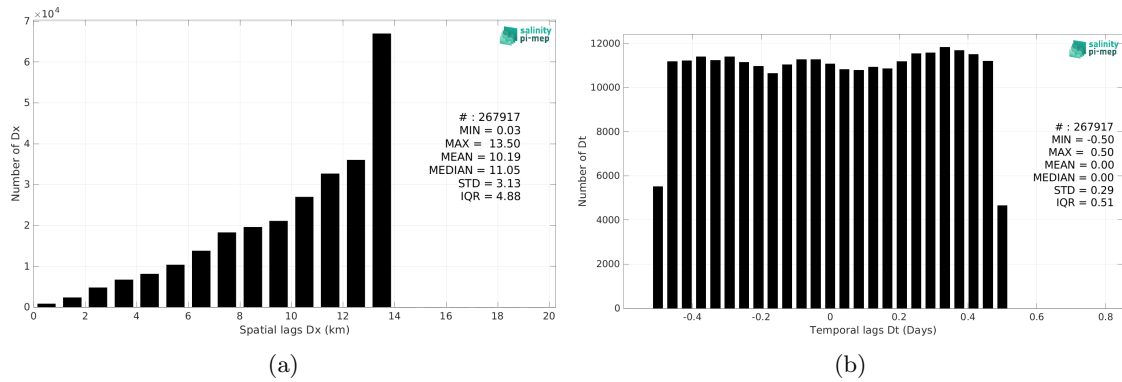 ×10⁴
7
6
5
4
3
2
1
0
Number of Dx
0 2 4 6 8 10 12 14 16 18 20
Spatial lags Dx (km)
salinity
pi-mep
# : 267917
MIN = 0.03
MAX = 13.50
MEAN = 10.19
MEDIAN = 11.05
STD = 3.13
IQR = 4.88
(a)
12000
10000
8000
6000
4000
2000
0
Number of Dt
-0.4 -0.2 0 0.2 0.4 0.6 0.8
Temporal lags Dt (Days)
salinity
pi-mep
# : 267917
MIN = -0.50
MAX = 0.50
MEAN = 0.00
MEDIAN = 0.00
STD = 0.29
IQR = 0.51
(b)